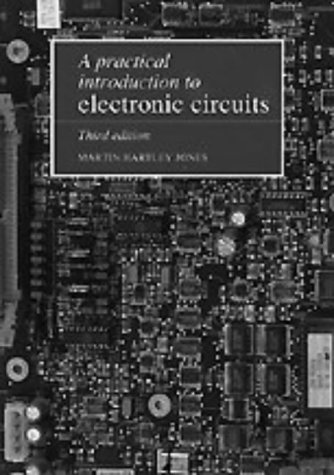 A practical
introduction to
electronic circuits
Third edition
MARTIN HARTLEY JONES